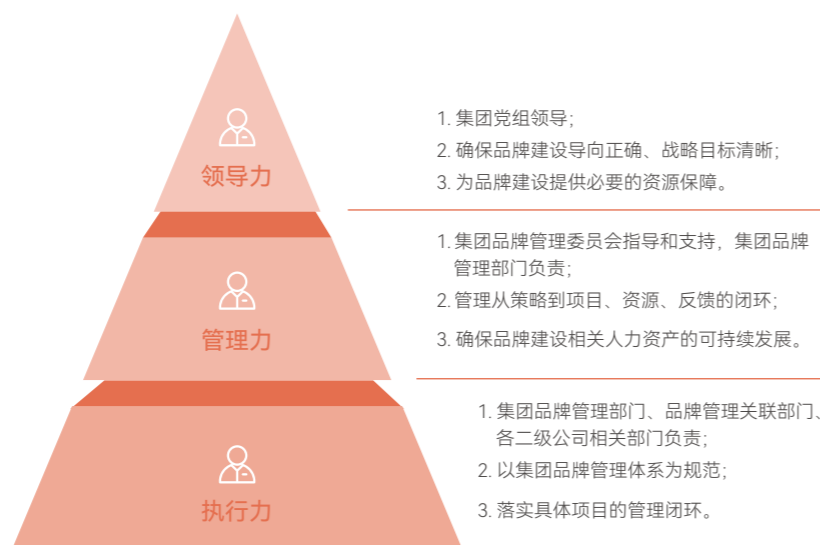 领导力
1. 集团党组领导；
2. 确保品牌建设导向正确、战略目标清晰；
3. 为品牌建设提供必要的资源保障。
管理力
1. 集团品牌管理委员会指导和支持，集团品牌
管理部门负责；
2. 管理从策略到项目、资源、反馈的闭环；
3. 确保品牌建设相关人力资产的可持续发展。
执行力
1. 集团品牌管理部门、品牌管理关联部门、
各二级公司相关部门负责；
2. 以集团品牌管理体系为规范；
3. 落实具体项目的管理闭环。